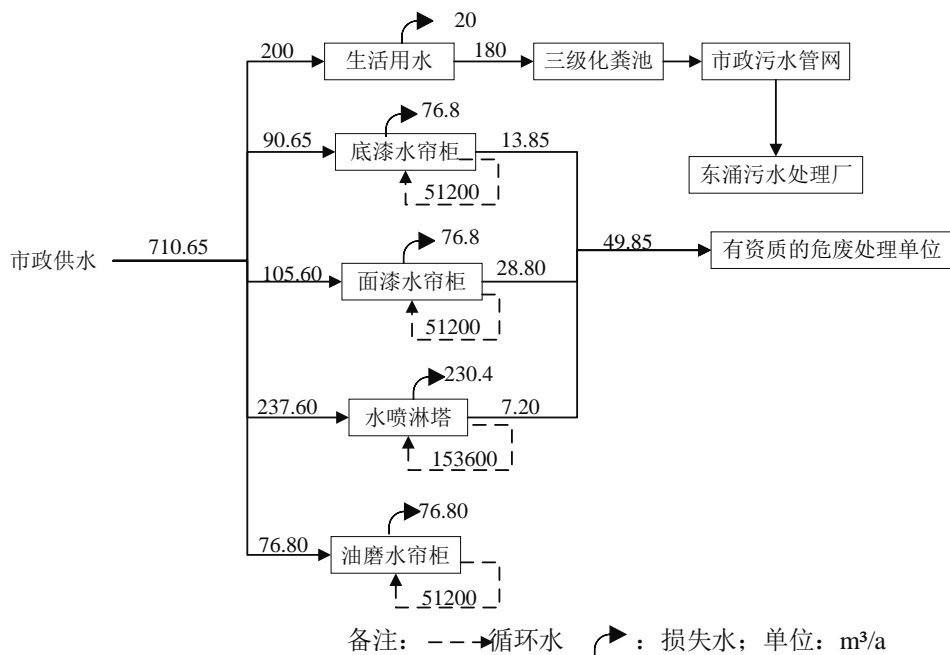 20
200 生活用水 180 三级化粪池 市政污水管网
76.8
90.65 底漆水帘柜 13.85
51200
东涌污水处理厂
市政供水 710.65
76.8
105.60 面漆水帘柜 28.80
51200
49.85 有资质的危废处理单位
230.4
237.60 水喷淋塔 7.20
153600
76.80
76.80 油磨水帘柜
51200
备注： 循环水 ：损失水；单位：m³/a